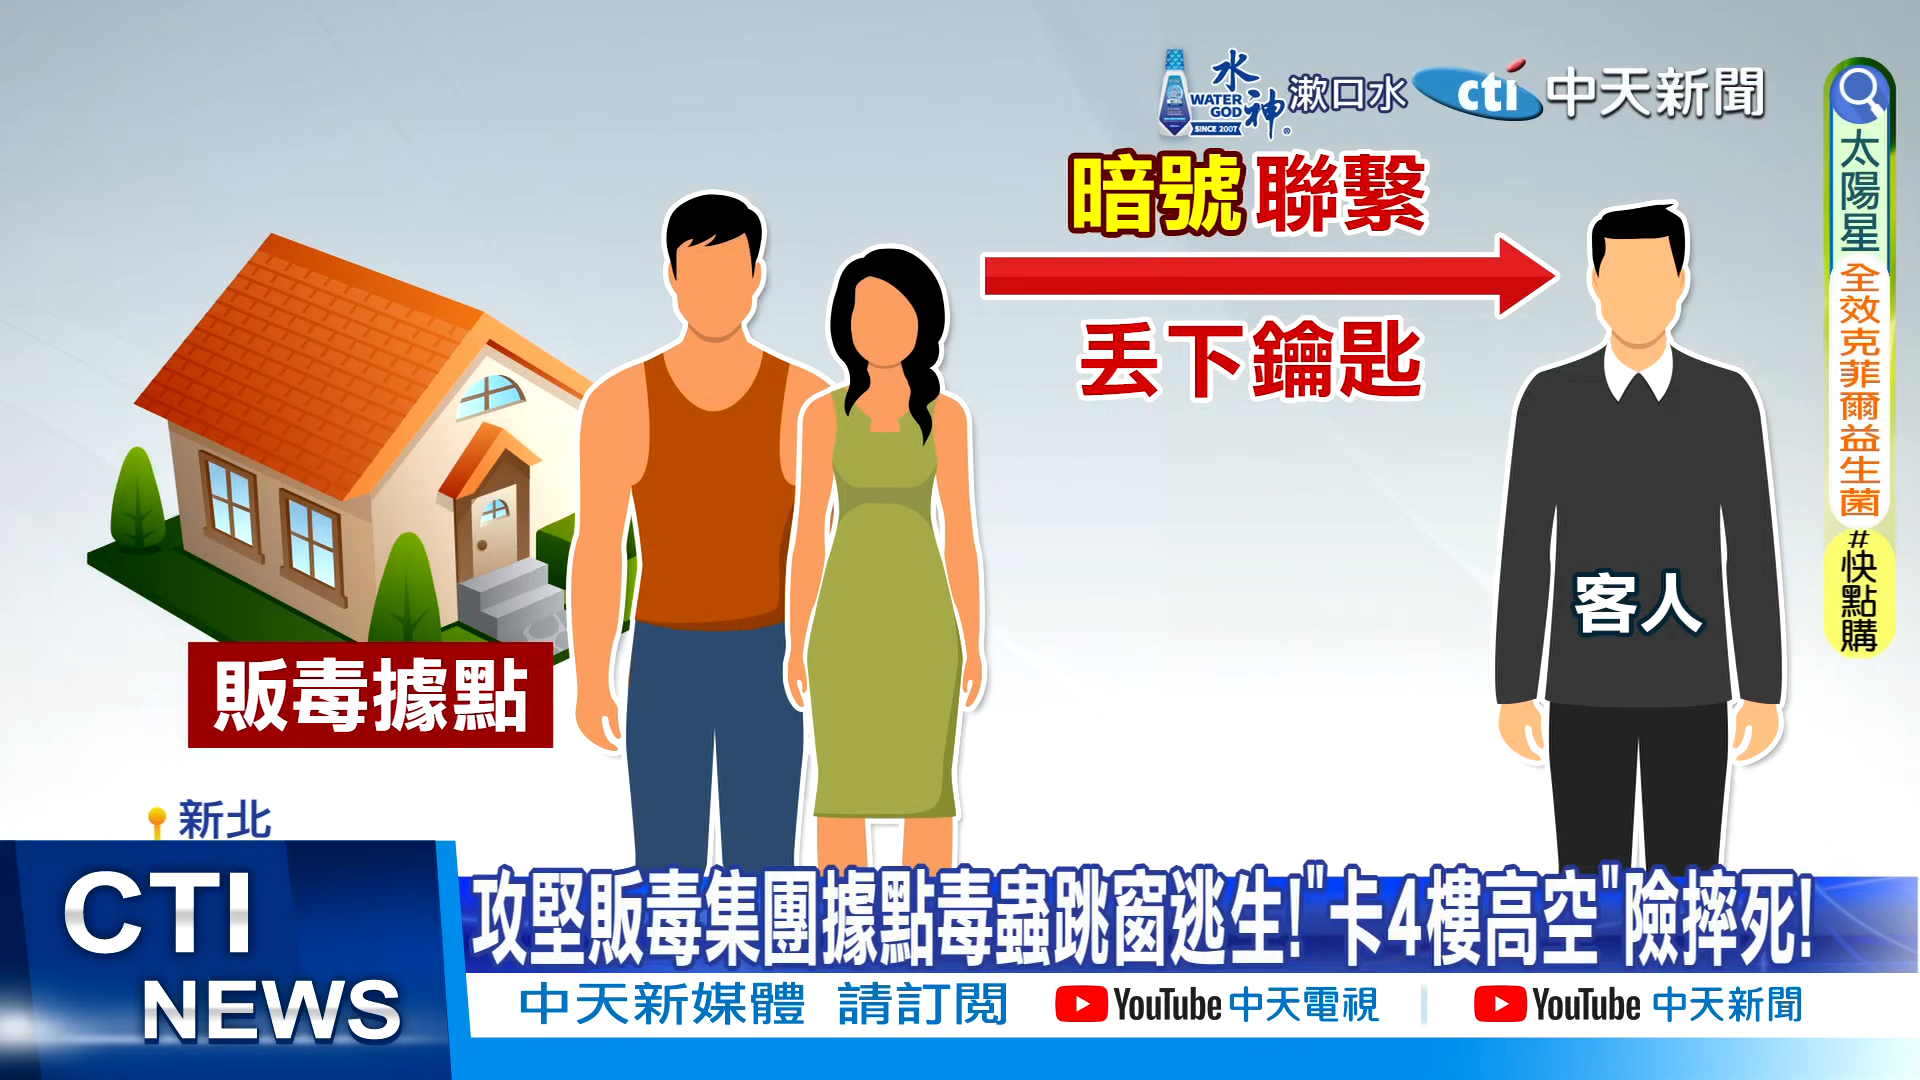 水神
WATER
GOD
SINCE 2007
漱口水
cti 中天新聞
太陽星
全效克菲爾益生菌
#快點購
暗號聯繫
丟下鑰匙
客人
販毒據點
新北
CTI
NEWS
攻堅販毒集團據點毒蟲跳窗逃生!"卡4樓高空"險摔死!
中天新媒體 請訂閱 YouTube 中天電視 | YouTube 中天新聞